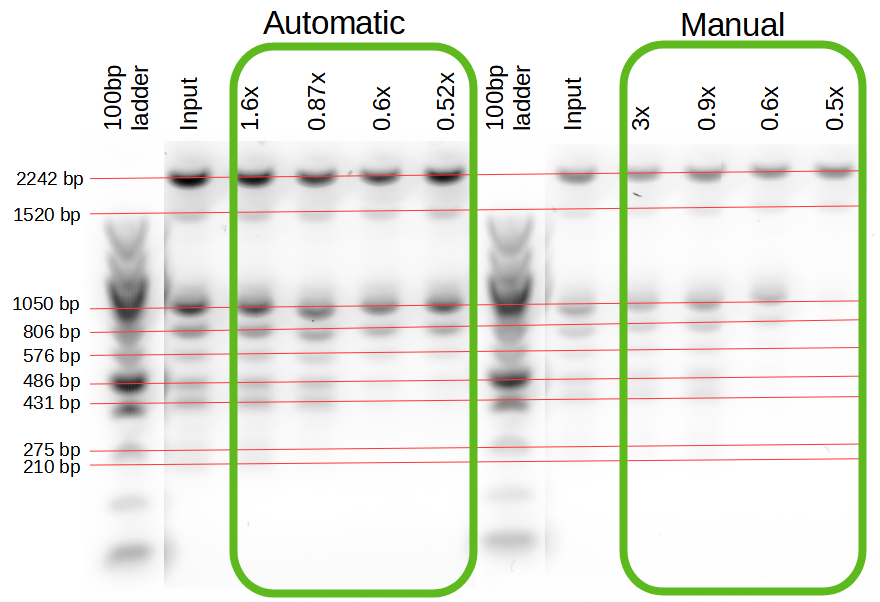 Automatic
Manual
100bp
ladder
Input
1.6x
0.87x
0.6x
0.52x
100bp
ladder
Input
3x
0.9x
0.6x
0.5x
2242 bp
1520 bp
1050 bp
806 bp
576 bp
486 bp
431 bp
275 bp
210 bp